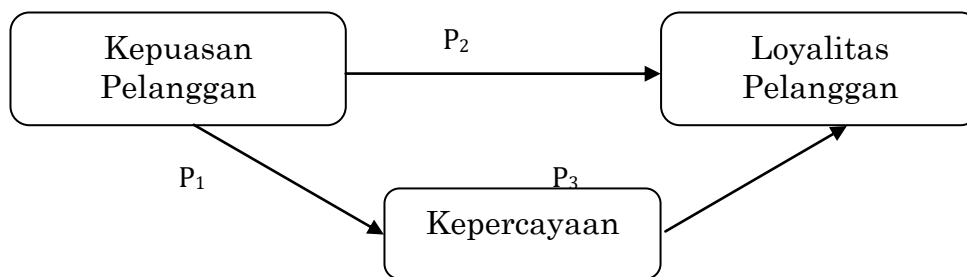 Kepuasan
Pelanggan
P₂
Loyalitas
Pelanggan
P₁
P₃
Kepercayaan